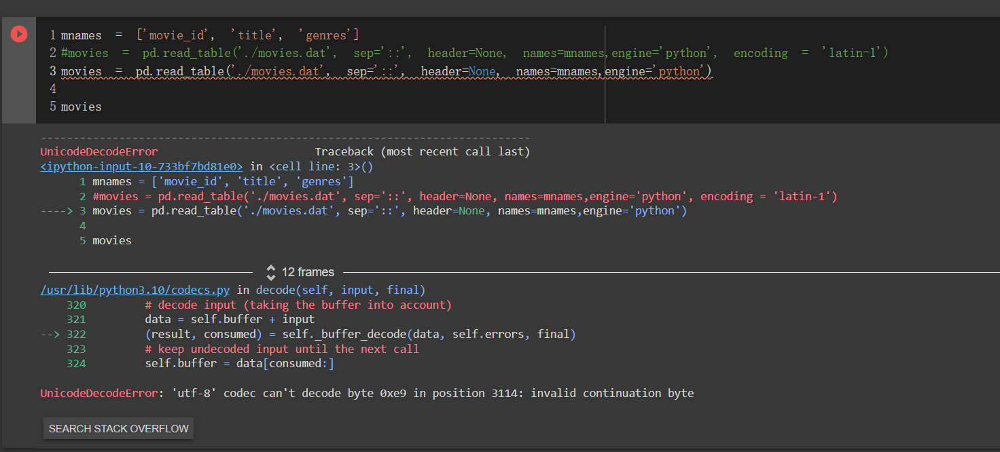 1 mnames = ['movie_id', 'title', 'genres']
2 #movies = pd.read_table('./movies.dat', sep='::', header=None, names=mnames,engine='python', encoding = 'latin-1')
3 movies = pd.read_table('./movies.dat', sep='::', header=None, names=mnames,engine='python')
4
5 movies
---------------------------------------------------------------------------
UnicodeDecodeError Traceback (most recent call last)
<ipython-input-10-733bf7bd81e0> in <cell line: 3>()
1 mnames = ['movie_id', 'title', 'genres']
2 #movies = pd.read_table('./movies.dat', sep='::', header=None, names=mnames,engine='python', encoding = 'latin-1')
----> 3 movies = pd.read_table('./movies.dat', sep='::', header=None, names=mnames,engine='python')
4
5 movies
12 frames
/usr/lib/python3.10/codecs.py in decode(self, input, final)
320 # decode input (taking the buffer into account)
321 data = self.buffer + input
--> 322 (result, consumed) = self._buffer_decode(data, self.errors, final)
323 # keep undecoded input until the next call
324 self.buffer = data[consumed:]
UnicodeDecodeError: 'utf-8' codec can't decode byte 0xe9 in position 3114: invalid continuation byte
SEARCH STACK OVERFLOW